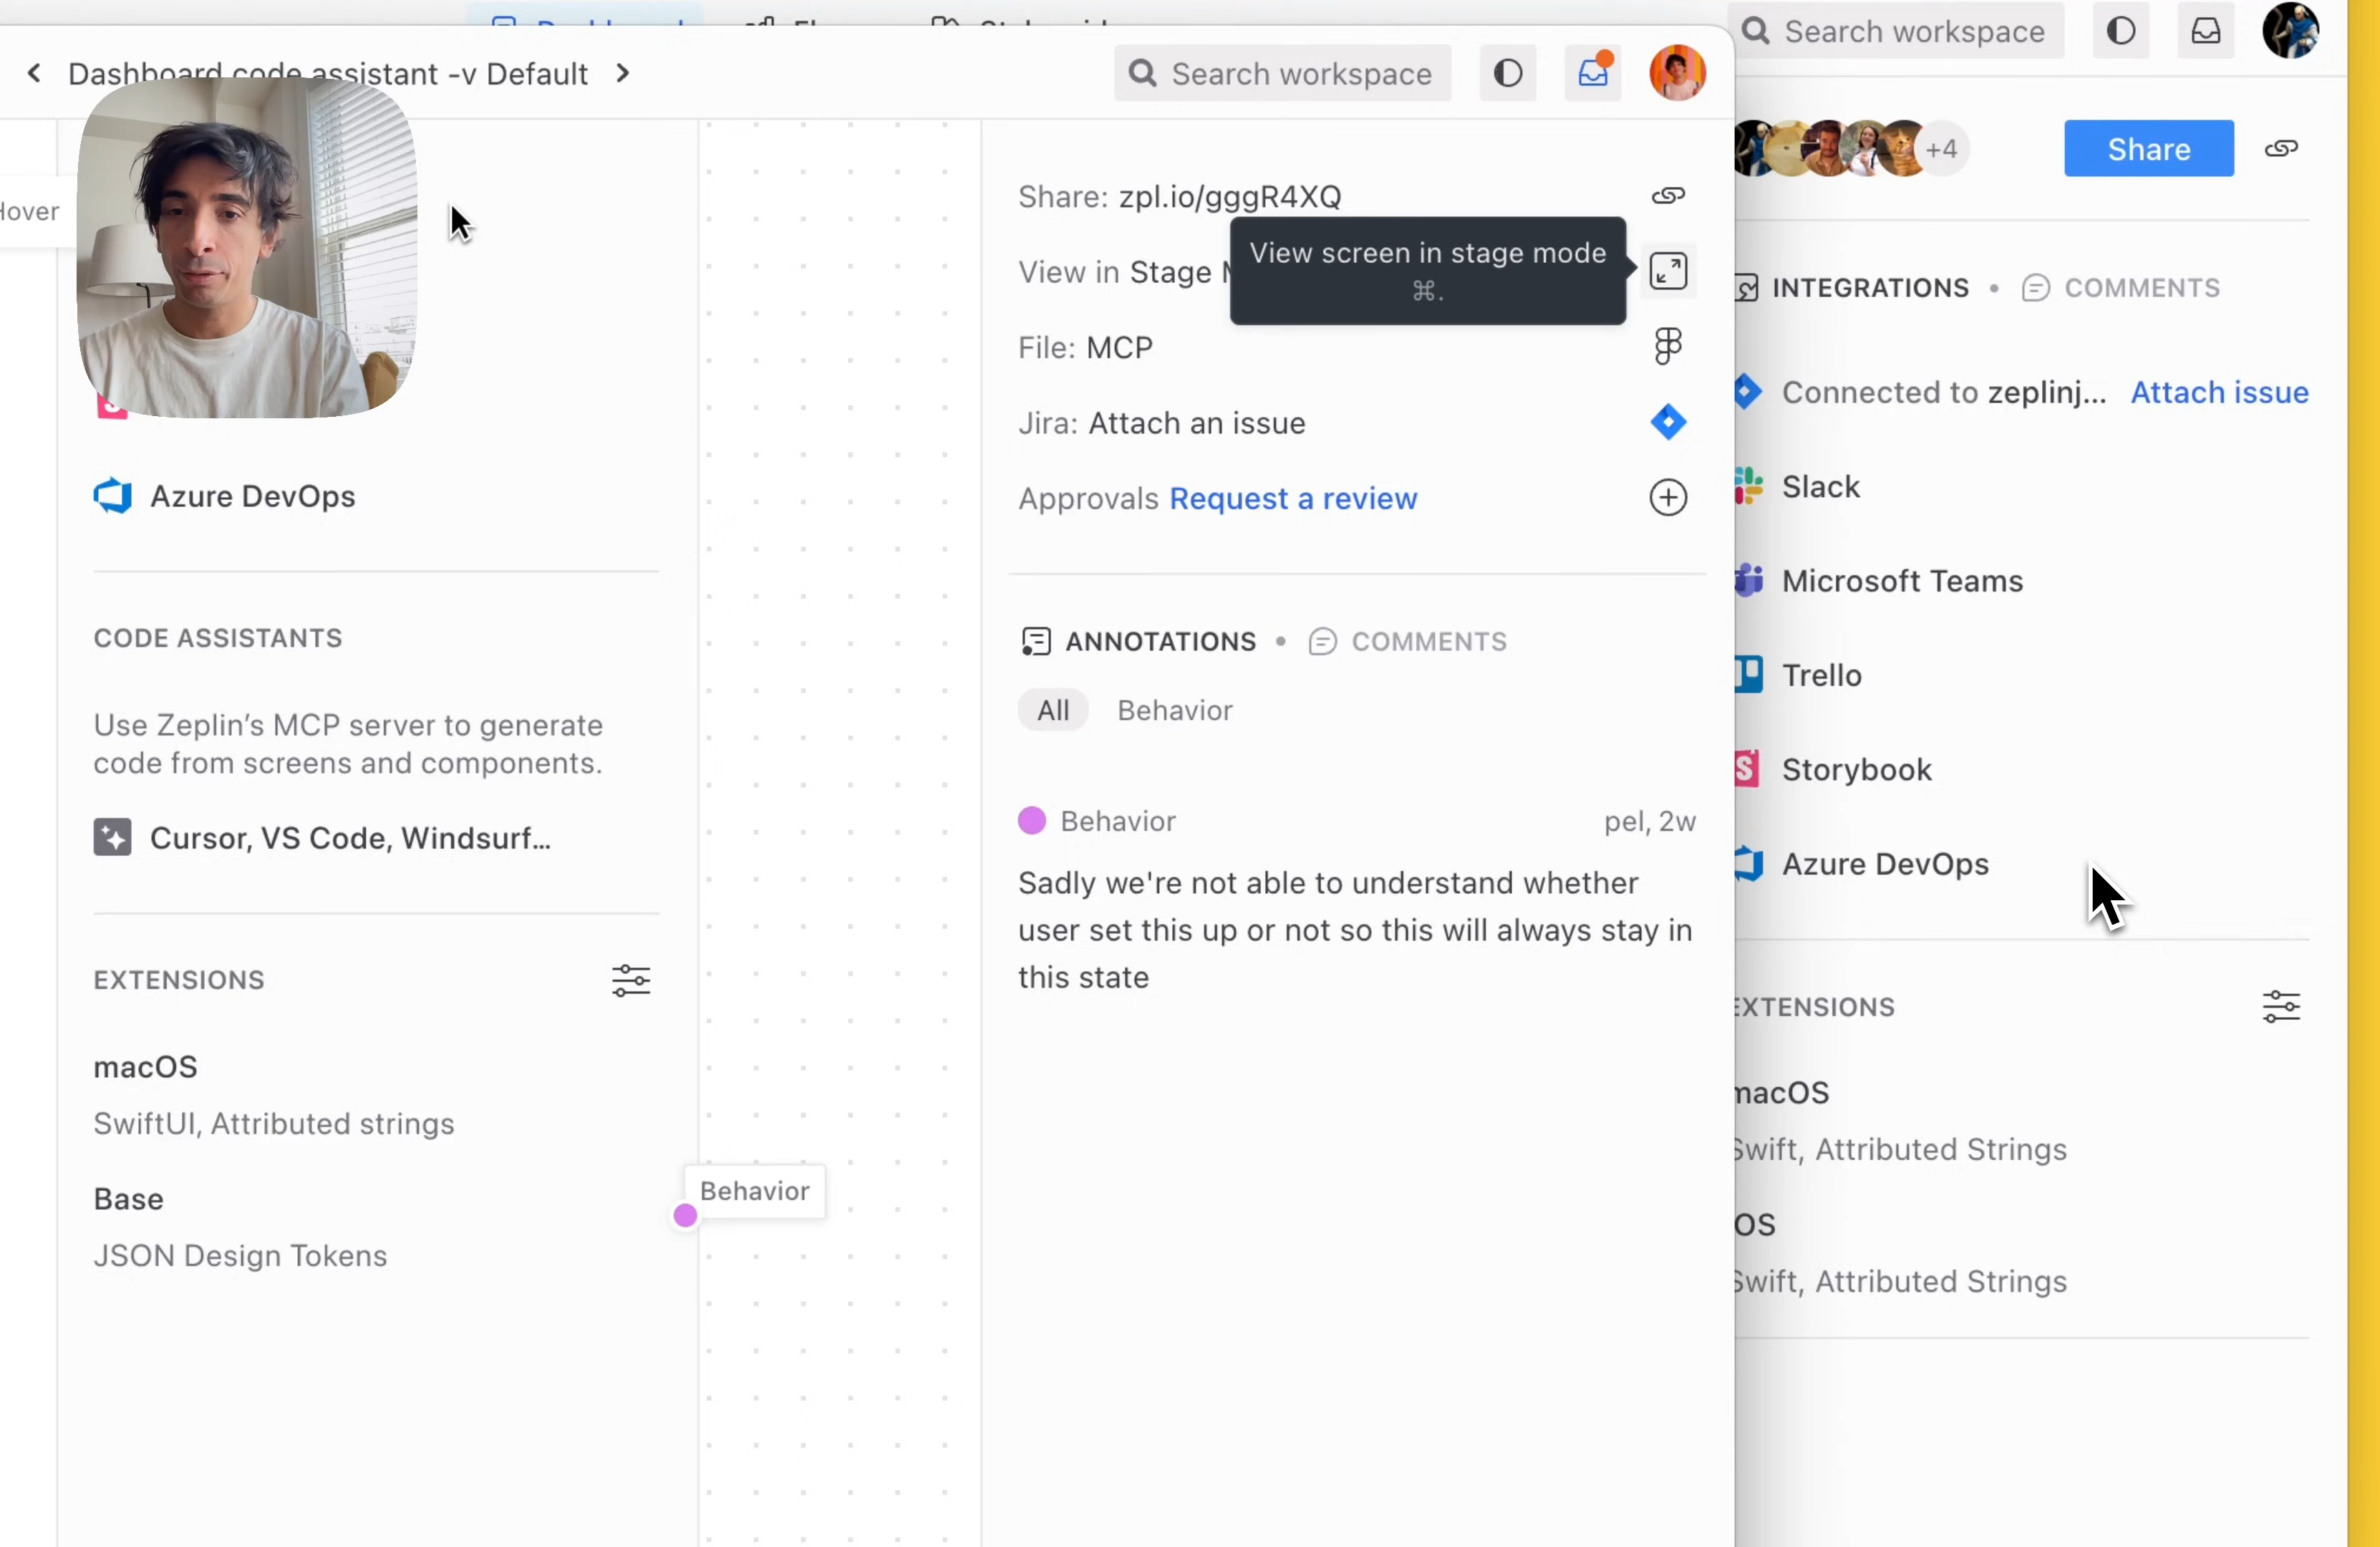 Dashboard code assistant -v Default
Search workspace
Hover
Azure DevOps
CODE ASSISTANTS
Use Zeplin’s MCP server to generate
code from screens and components.
Cursor, VS Code, Windsurf...
EXTENSIONS
macOS
SwiftUI, Attributed strings
Base
JSON Design Tokens
Behavior
Share: zpl.io/gggR4XQ
View in Stage
View screen in stage mode
⌘.
File: MCP
Jira: Attach an issue
Approvals Request a review
ANNOTATIONS • COMMENTS
All Behavior
Behavior pel, 2w
Sadly we're not able to understand whether
user set this up or not so this will always stay in
this state
Search workspace
+4
Share
INTEGRATIONS • COMMENTS
Connected to zeplinj... Attach issue
Slack
Microsoft Teams
Trello
Storybook
Azure DevOps
EXTENSIONS
macOS
Swift, Attributed Strings
OS
Swift, Attributed Strings